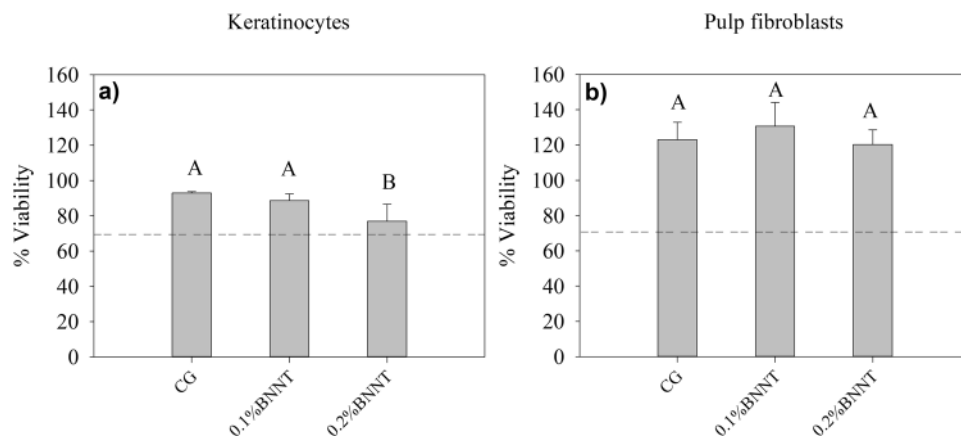 Keratinocytes
Pulp fibroblasts
a)
% Viability
160
140
120
100
80
60
40
20
0
A
A
B
CG
0.1%BNNT
0.2%BNNT
b)
% Viability
160
140
120
100
80
60
40
20
0
A
A
A
CG
0.1%BNNT
0.2%BNNT